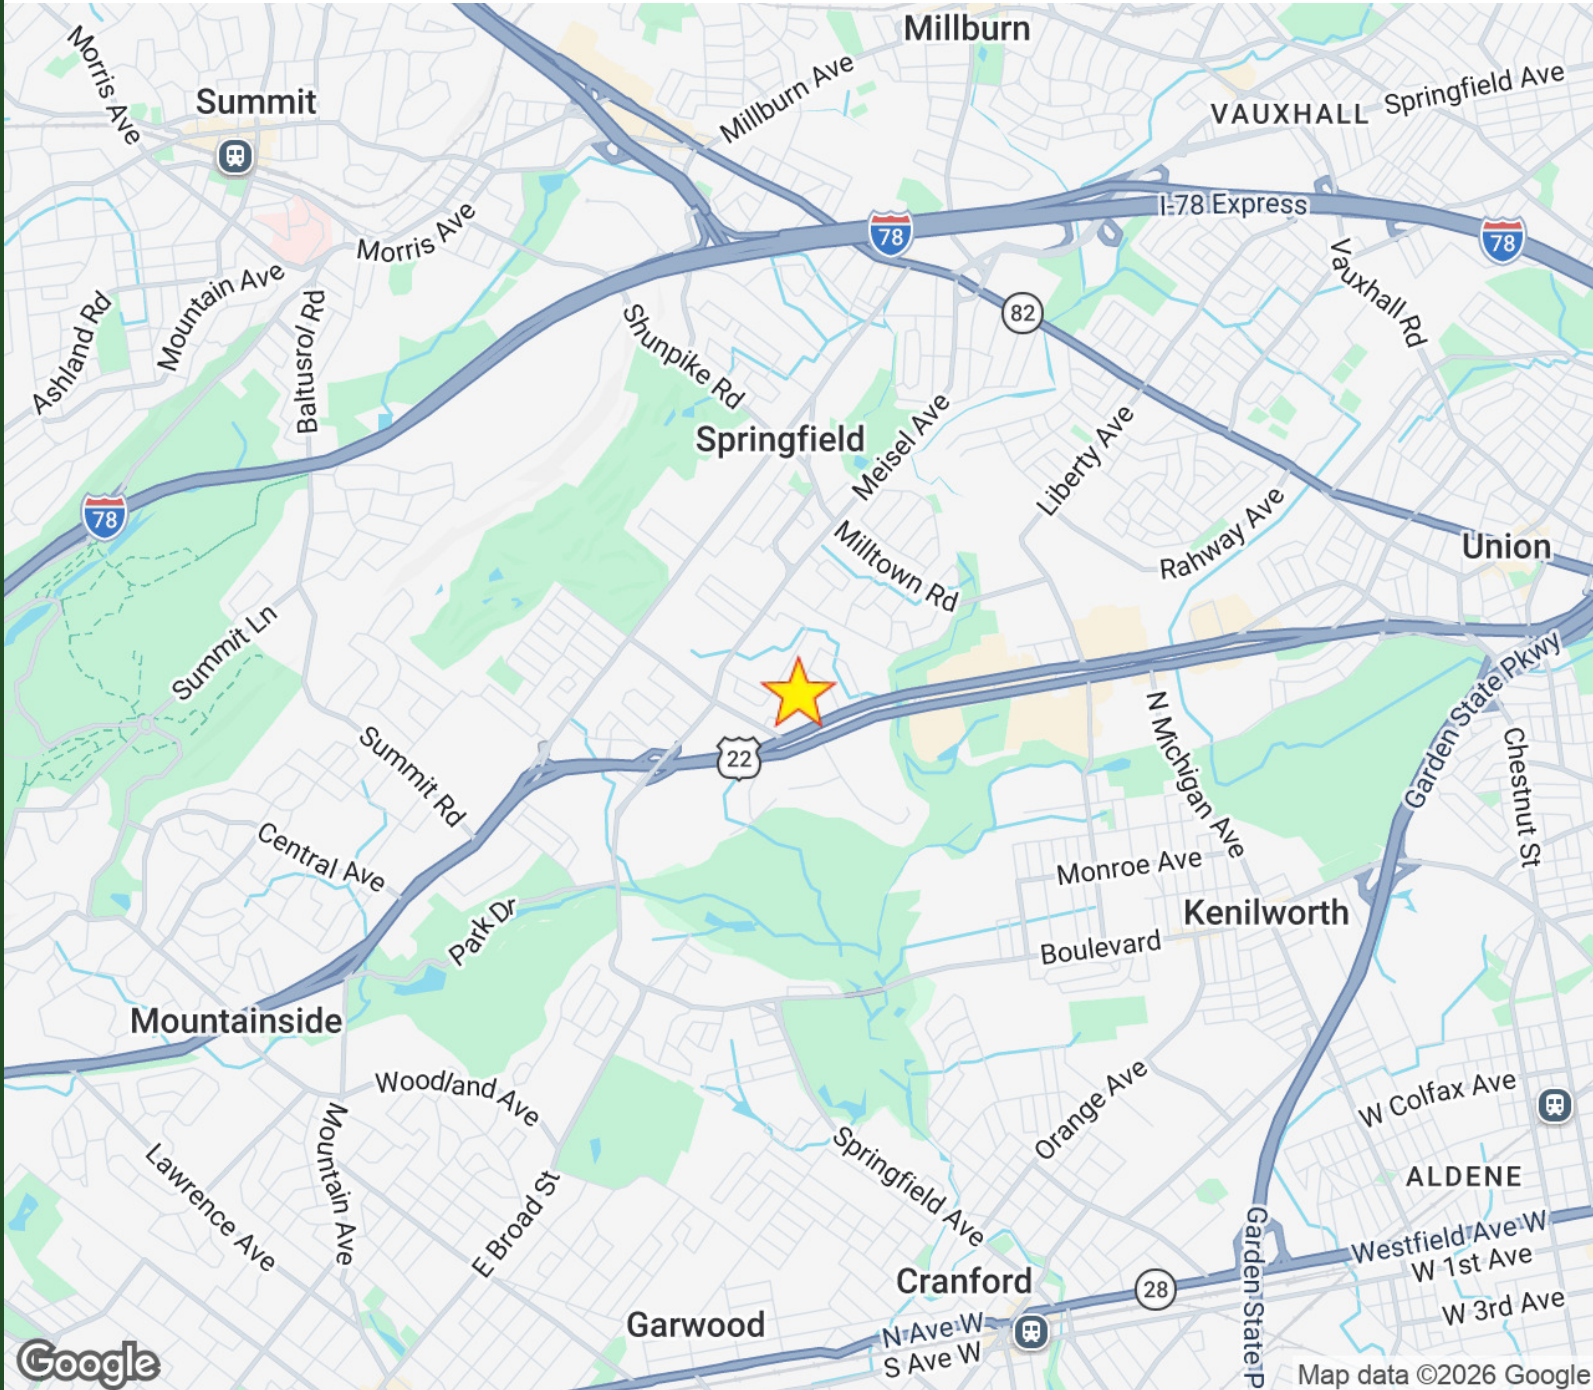 Millburn
Morris Ave
Summit
Millburn Ave
Springfield Ave
VAUXHALL
I-78 Express
78
78
Morris Ave
Mountain Ave
Ashland Rd
Baltusrol Rd
Shunpike Rd
82
Vauxhall Rd
Springfield
Meisel Ave
Liberty Ave
78
Rahway Ave
Union
Milltown Rd
Summit Ln
22
Summit Rd
N Michigan Ave
Garden State Pkwy
Chestnut St
Central Ave
Monroe Ave
Park Dr
Kenilworth
Boulevard
Mountainside
Woodland Ave
Mountain Ave
Lawrence Ave
E Broad St
Springfield Ave
Orange Ave
W Colfax Ave
ALDENE
Westfield Ave W
W 1st Ave
W 3rd Ave
Garden State P
Cranford
28
Garwood
N Ave W
S Ave W
Google
Map data ©2026 Google